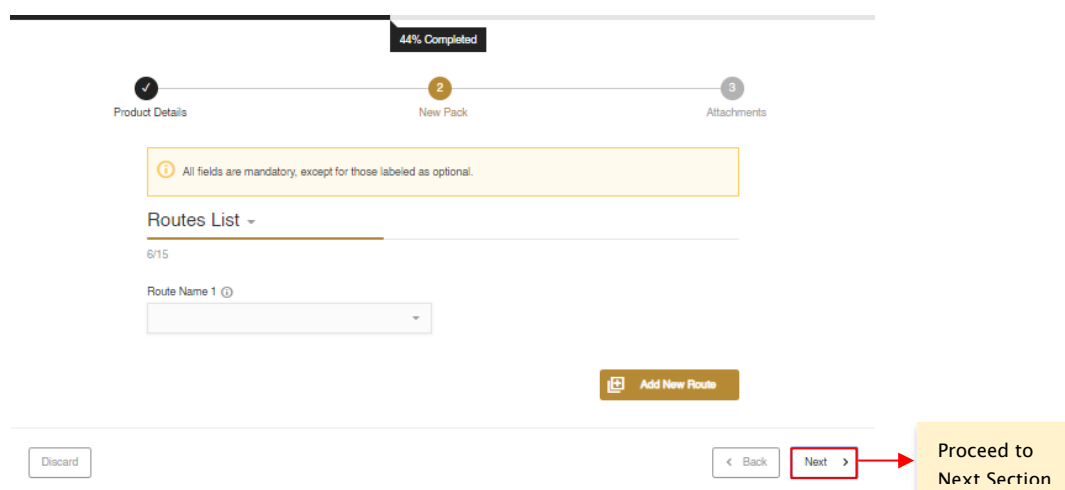 44% Completed
2
3
Product Details
New Pack
Attachments
All fields are mandatory, except for those labeled as optional.
Routes List
6/15
Route Name 1
Add New Route
Discard
Back
Next
Proceed to
Next Section